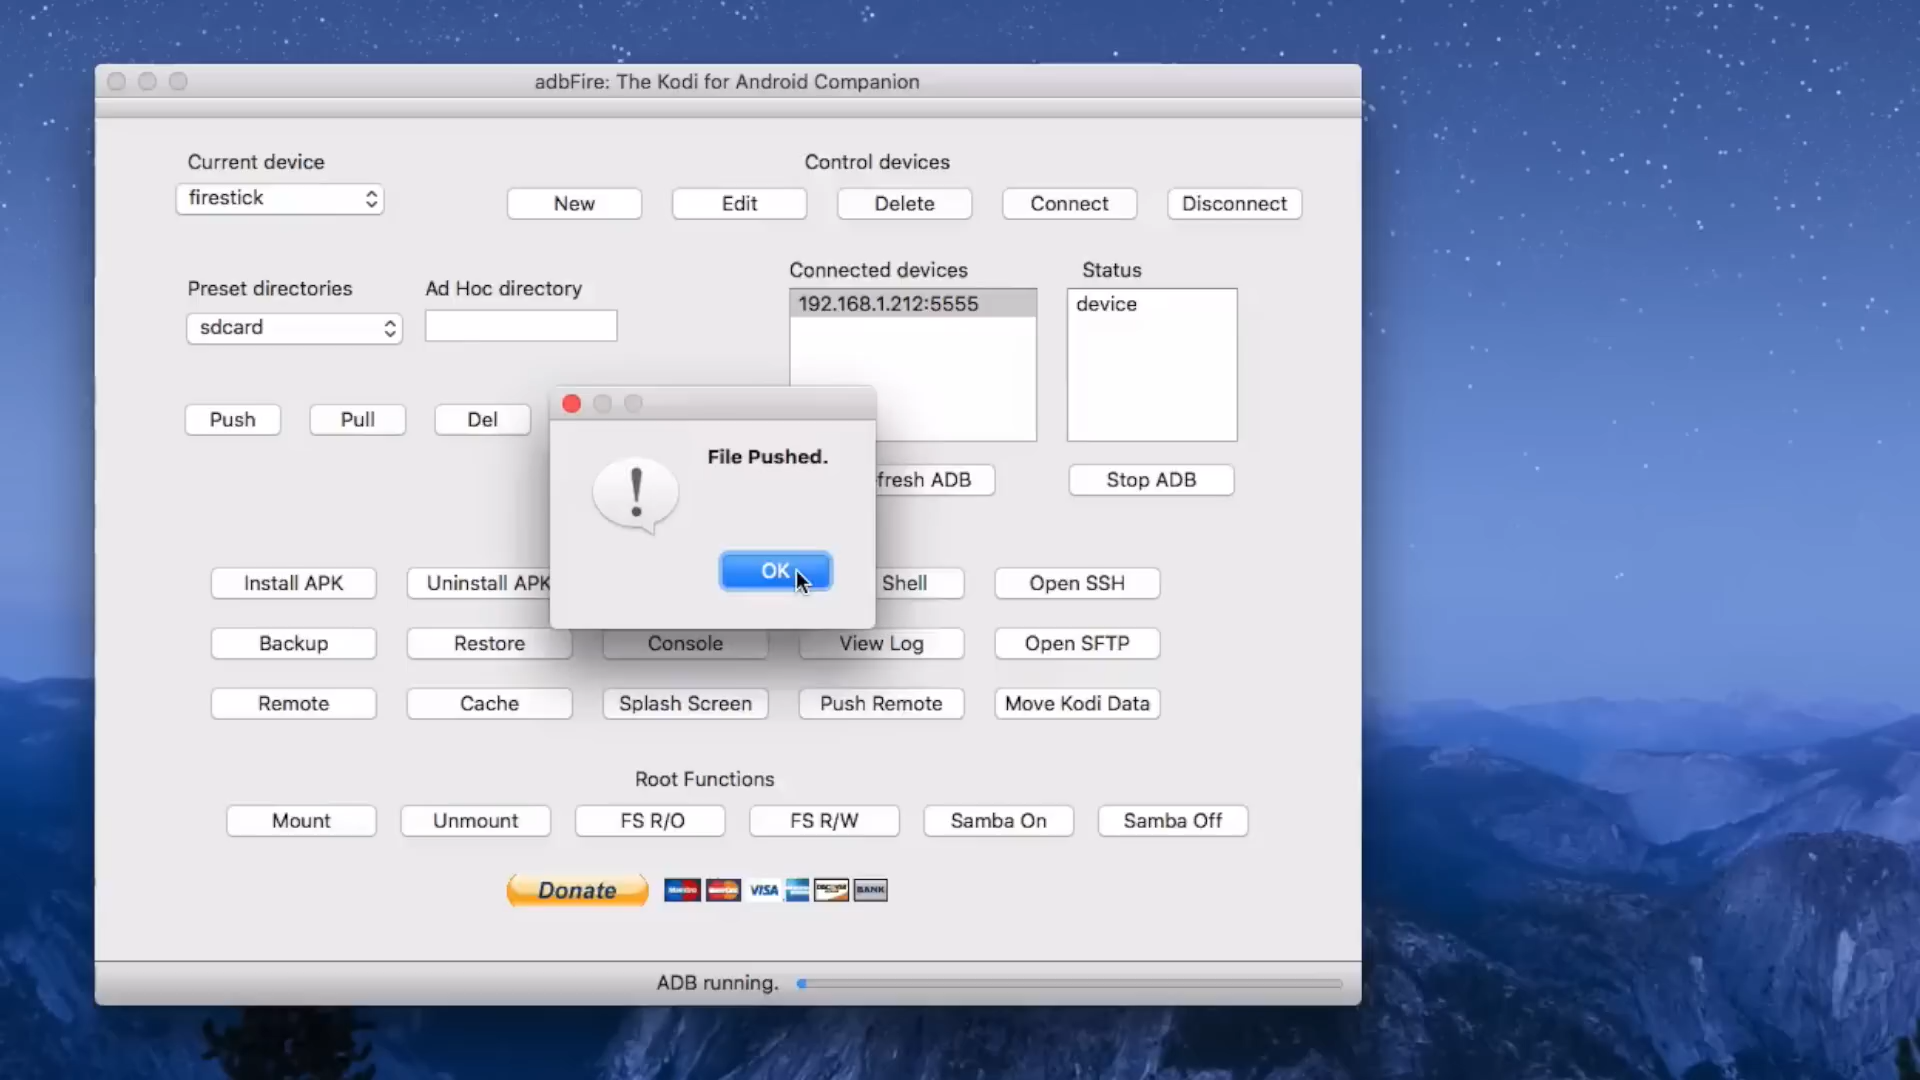 adbFire: The Kodi for Android Companion
Current device
Control devices
firestick
New
Edit
Delete
Connect
Disconnect
Connected devices
Status
Preset directories
Ad Hoc directory
192.168.1.212:5555
device
sdcard
Push
Pull
Del
File Pushed.
fresh ADB
Stop ADB
OK
Install APK
Uninstall APK
Shell
Open SSH
Backup
Restore
Console
View Log
Open SFTP
Remote
Cache
Splash Screen
Push Remote
Move Kodi Data
Root Functions
Mount
Unmount
FS R/O
FS R/W
Samba On
Samba Off
Donate
Maestro
MasterCard
VISA
DISCOVER
BANK
ADB running.